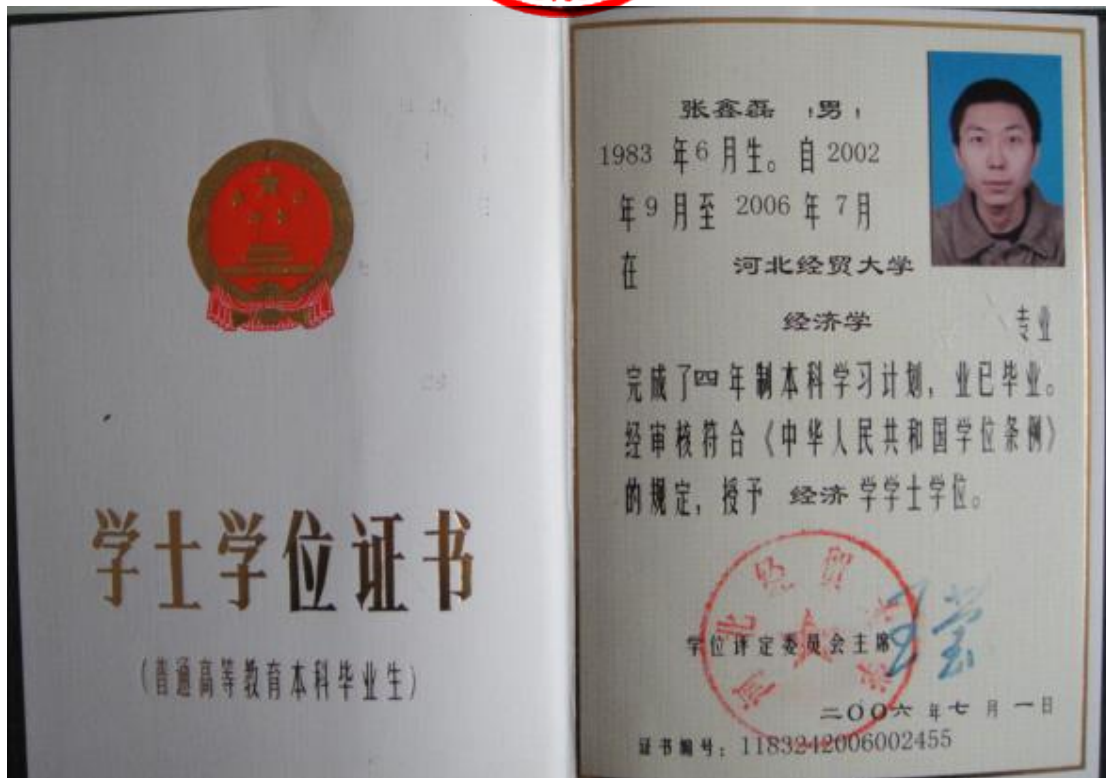 学士学位证书
(普通高等教育本科毕业生)
张鑫磊 ,男,
1983 年 6 月生。自 2002
年 9 月至 2006 年 7 月
在 河北经贸大学
经济学 专业
完成了四年制本科学习计划，业已毕业。
经审核符合《中华人民共和国学位条例》
的规定，授予 经济 学学士学位。
河北经贸大学
学位评定委员会主席
二〇〇六 年 七 月 一 日
证书编号：1183242006002455